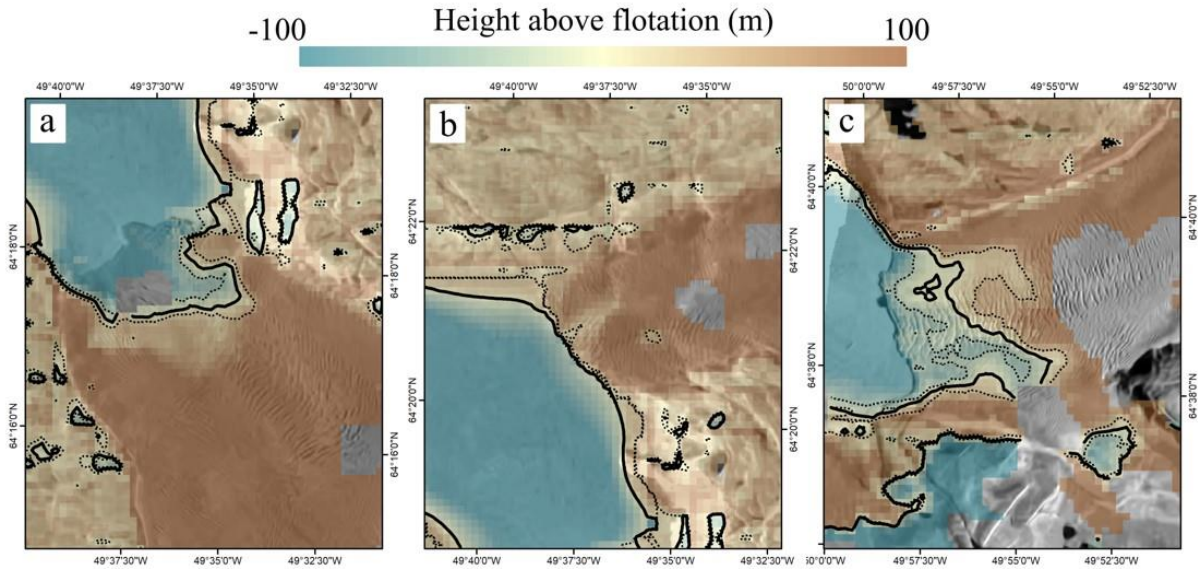 Height above flotation (m)
-100 100
49°40'0"W 49°37'30"W 49°35'0"W 49°32'30"W
49°40'0"W 49°35'0"W
50°0'0"W 49°57'30"W 49°55'0"W 49°52'30"W
a
b
c
64°18'0"N
64°16'0"N
64°18'0"N
64°16'0"N
64°22'0"N
64°20'0"N
64°22'0"N
64°20'0"N
64°40'0"N
64°38'0"N
64°40'0"N
64°38'0"N
49°37'30"W 49°35'0"W 49°32'30"W
49°40'0"W 49°37'30"W 49°35'0"W 49°32'30"W
50°0'0"W 49°57'30"W 49°55'0"W 49°52'30"W